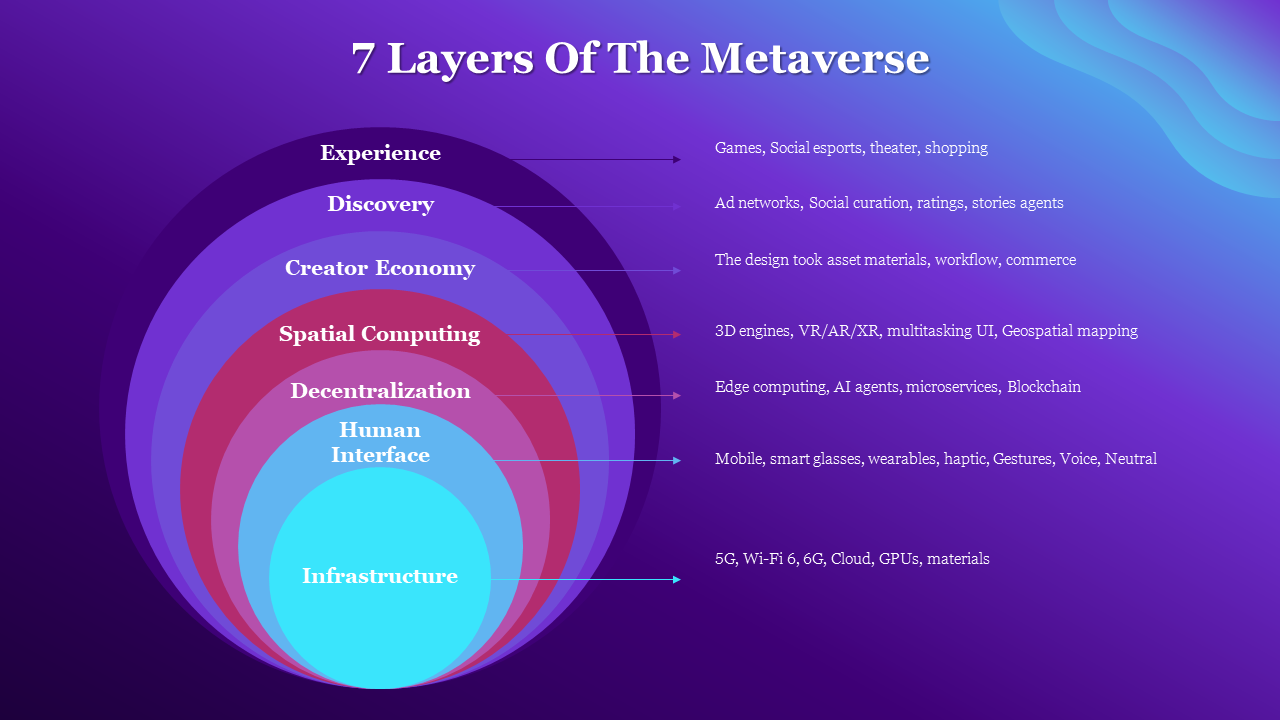 7 Layers Of The Metaverse
Experience
Games, Social esports, theater, shopping
Discovery
Ad networks, Social curation, ratings, stories agents
Creator Economy
The design took asset materials, workflow, commerce
Spatial Computing
3D engines, VR/AR/XR, multitasking UI, Geospatial mapping
Decentralization
Edge computing, AI agents, microservices, Blockchain
Human
Interface
Mobile, smart glasses, wearables, haptic, Gestures, Voice, Neutral
Infrastructure
5G, Wi-Fi 6, 6G, Cloud, GPUs, materials